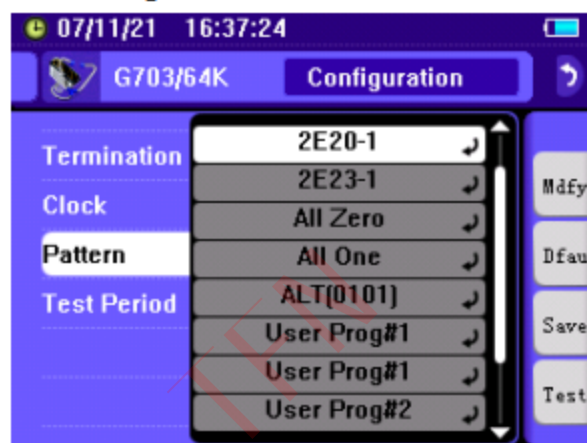 07/11/21 16:37:24
G703/64K Configuration
Termination
Clock
Pattern
Test Period
2E20-1
2E23-1
All Zero
All One
ALT(0101)
User Prog#1
User Prog#1
User Prog#2
Mdfy
Dfau
Save
Test
TFN